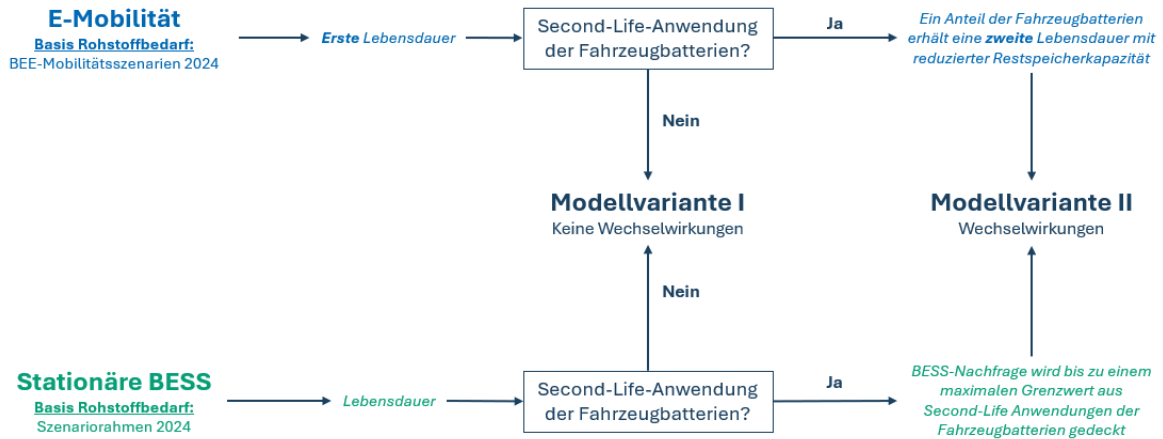 E-Mobilität
Basis Rohstoffbedarf:
BEE-Mobilitätsszenarien 2024
Erste Lebensdauer
Second-Life-Anwendung
der Fahrzeugbatterien?
Ja
Ein Anteil der Fahrzeugbatterien
erhält eine zweite Lebensdauer mit
reduzierter Restspeicherkapazität
Nein
Modellvariante I
Keine Wechselwirkungen
Modellvariante II
Wechselwirkungen
Nein
Stationäre BESS
Basis Rohstoffbedarf:
Szenariorahmen 2024
Lebensdauer
Second-Life-Anwendung
der Fahrzeugbatterien?
Ja
BESS-Nachfrage wird bis zu einem
maximalen Grenzwert aus
Second-Life Anwendungen der
Fahrzeugbatterien gedeckt